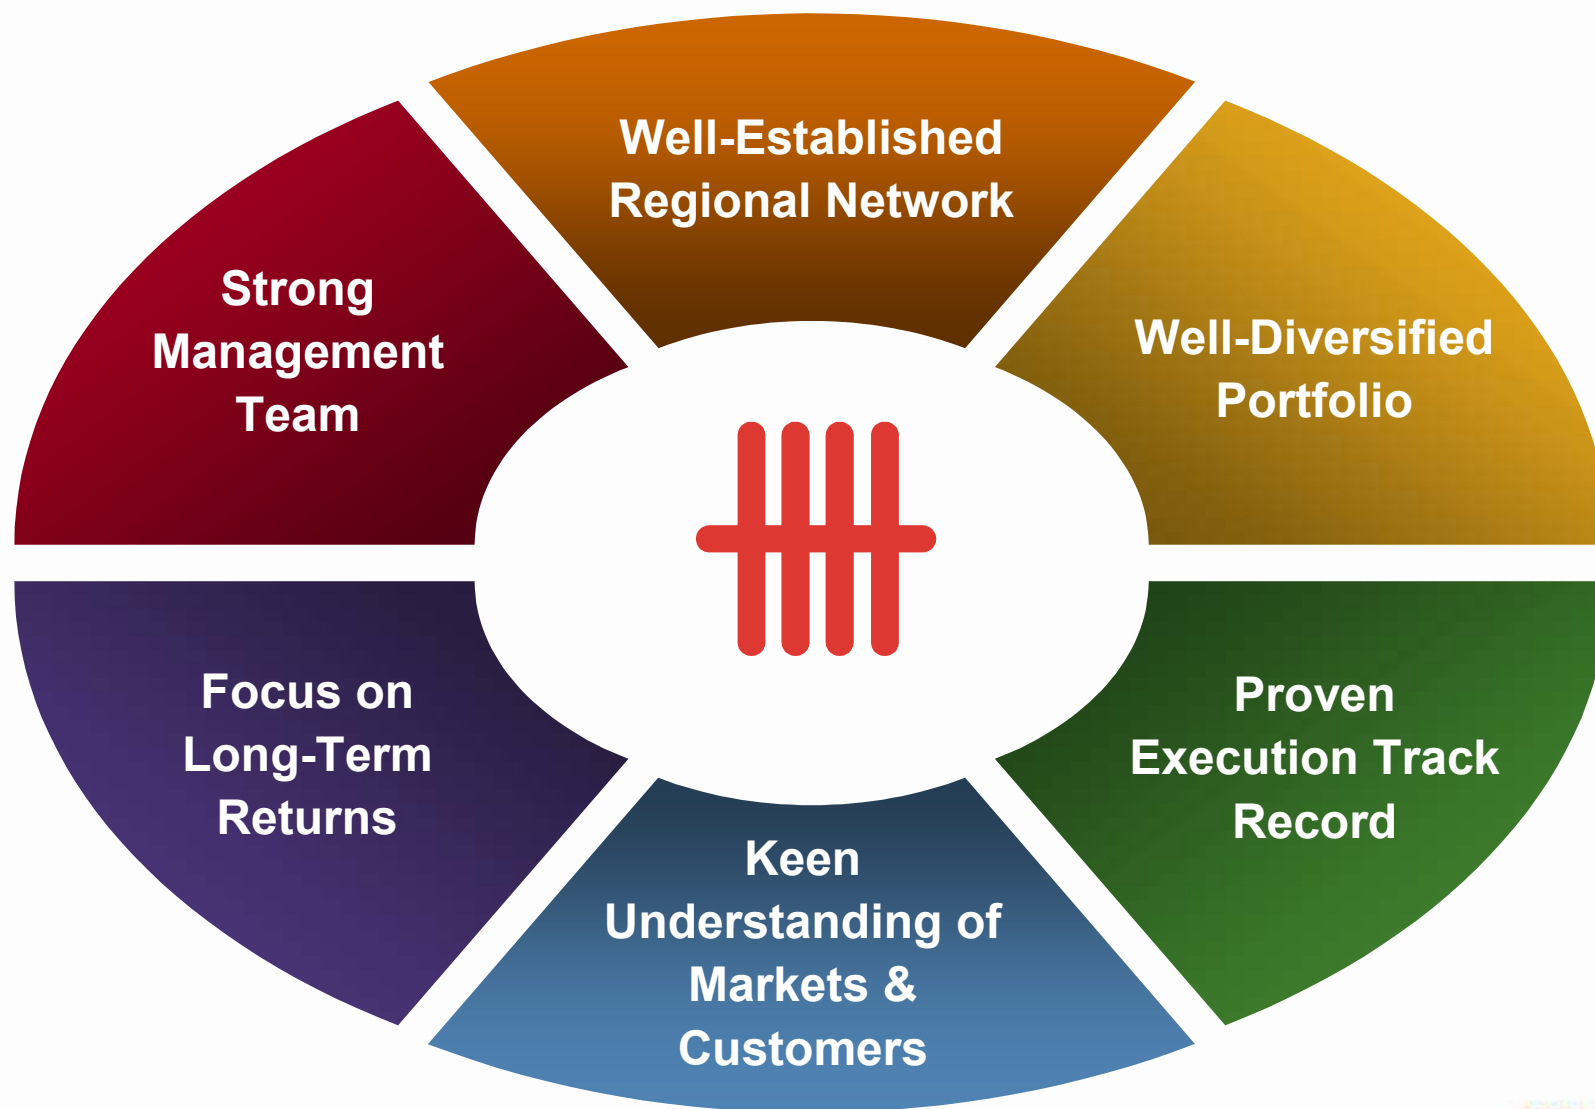 Well-Established
Regional Network
Strong
Management
Team
Well-Diversified
Portfolio
Focus on
Long-Term
Returns
Proven
Execution Track
Record
Keen
Understanding of
Markets &
Customers